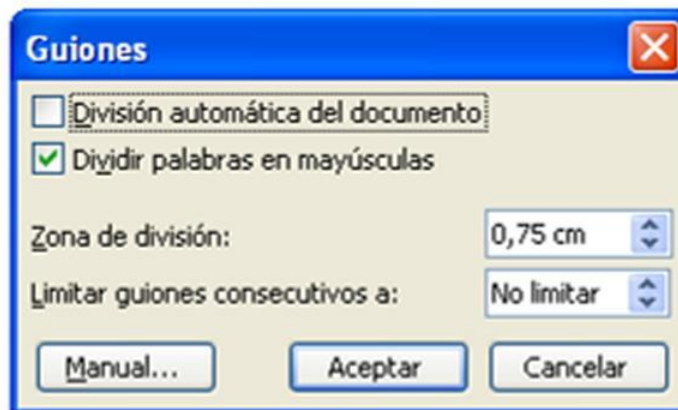 Guiones
División automática del documento
Dividir palabras en mayúsculas
Zona de división: 0,75 cm
Limitar guiones consecutivos a: No limitar
Manual... Aceptar Cancelar